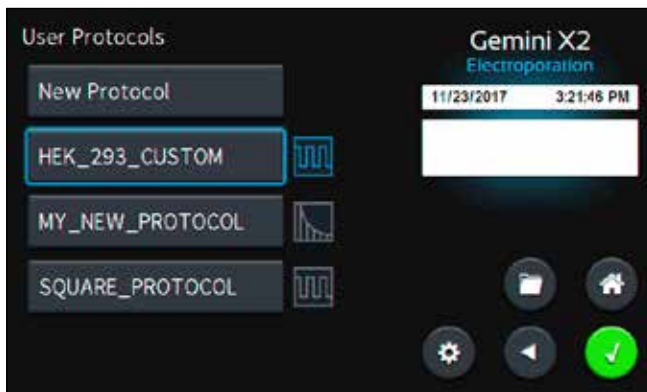 User Protocols
New Protocol
HEK_293_CUSTOM
MY_NEW_PROTOCOL
SQUARE_PROTOCOL
Gemini X2
Electroporation
11/23/2017 3:21:46 PM